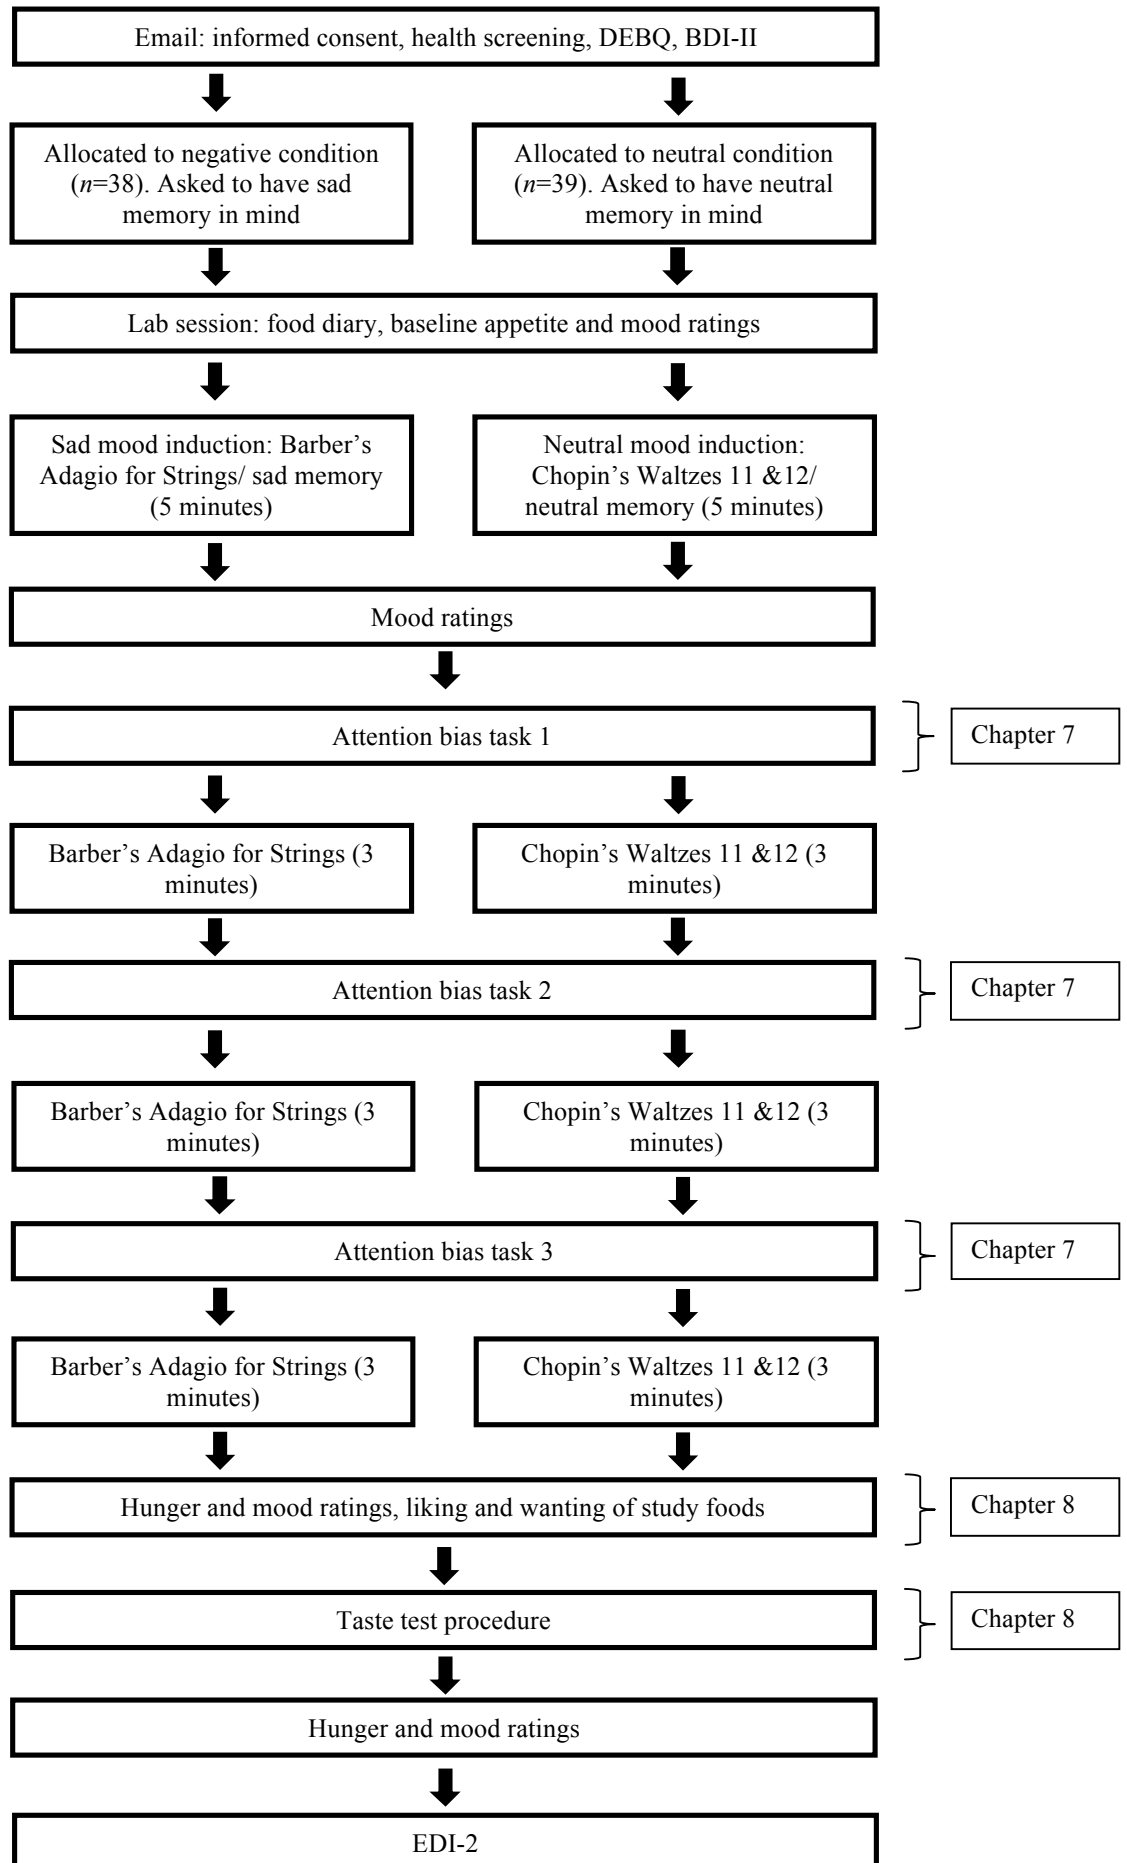 Email: informed consent, health screening, DEBQ, BDI-II
Allocated to negative condition
(n=38). Asked to have sad
memory in mind
Allocated to neutral condition
(n=39). Asked to have neutral
memory in mind
Lab session: food diary, baseline appetite and mood ratings
Sad mood induction: Barber’s
Adagio for Strings/ sad memory
(5 minutes)
Neutral mood induction:
Chopin’s Waltzes 11 &12/
neutral memory (5 minutes)
Mood ratings
Attention bias task 1
Chapter 7
Barber’s Adagio for Strings (3
minutes)
Chopin’s Waltzes 11 &12 (3
minutes)
Attention bias task 2
Chapter 7
Barber’s Adagio for Strings (3
minutes)
Chopin’s Waltzes 11 &12 (3
minutes)
Attention bias task 3
Chapter 7
Barber’s Adagio for Strings (3
minutes)
Chopin’s Waltzes 11 &12 (3
minutes)
Hunger and mood ratings, liking and wanting of study foods
Chapter 8
Taste test procedure
Chapter 8
Hunger and mood ratings
EDI-2